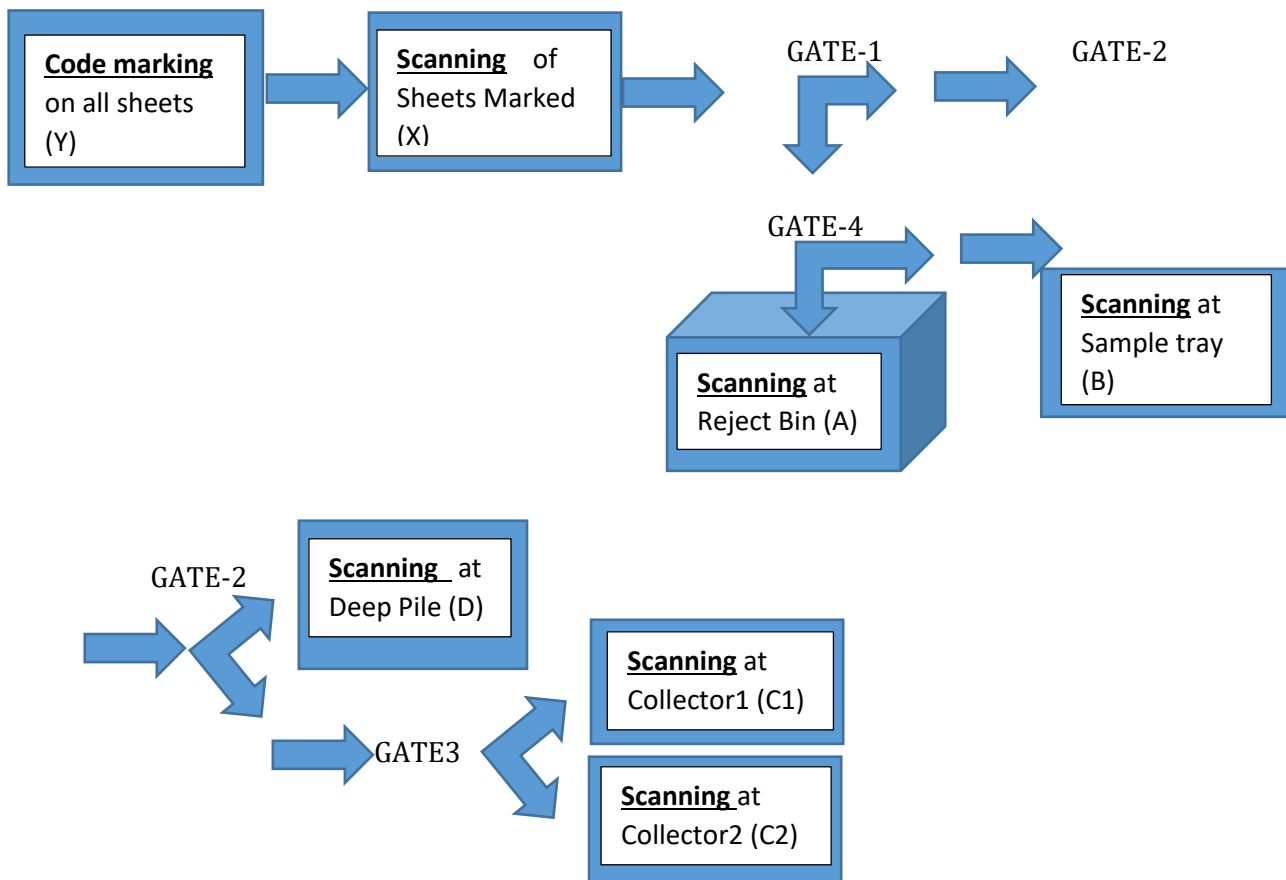 Code marking
on all sheets
(Y)
Scanning of
Sheets Marked
(X)
GATE-1
GATE-2
GATE-4
Scanning at
Reject Bin (A)
Scanning at
Sample tray
(B)
GATE-2
Scanning at
Deep Pile (D)
GATE3
Scanning at
Collector1 (C1)
Scanning at
Collector2 (C2)